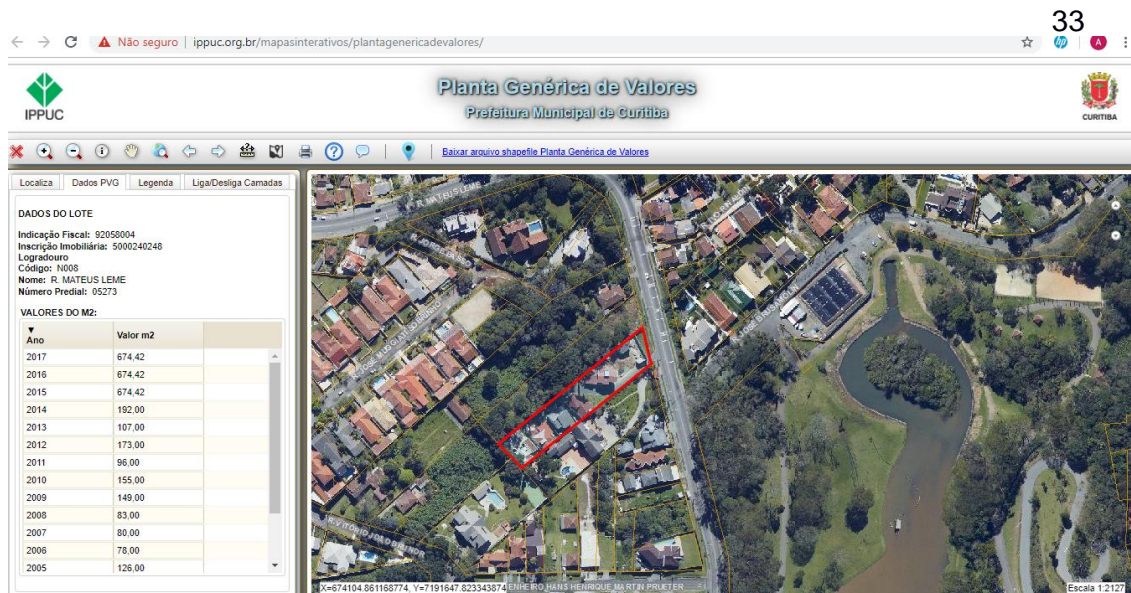 33
Não seguro | ippuc.org.br/mapasinterativos/plantagenericadevalores/
A
IPPUC
Planta Genérica de Valores
Prefeitura Municipal de Curitiba
CURITIBA
Baixar arquivo shapefile Planta Genérica de Valores
Localiza Dados PVG Legenda Liga/Desliga Camadas
DADOS DO LOTE
Indicação Fiscal: 92058004
Inscrição Imobiliária: 5000240248
Logradouro
Código: N008
Nome: R. MATEUS LEME
Número Predial: 05273
VALORES DO M2:
Ano Valor m2
2017 674,42
2016 674,42
2015 674,42
2014 192,00
2013 107,00
2012 173,00
2011 96,00
2010 155,00
2009 149,00
2008 83,00
2007 80,00
2006 78,00
2005 126,00
R. MATEUS LEME
X=674104.861168774, Y=7191647.823343874
ENHEIRO HANS HENRIQUE MARTIN PRUETER
Escala 1:2127